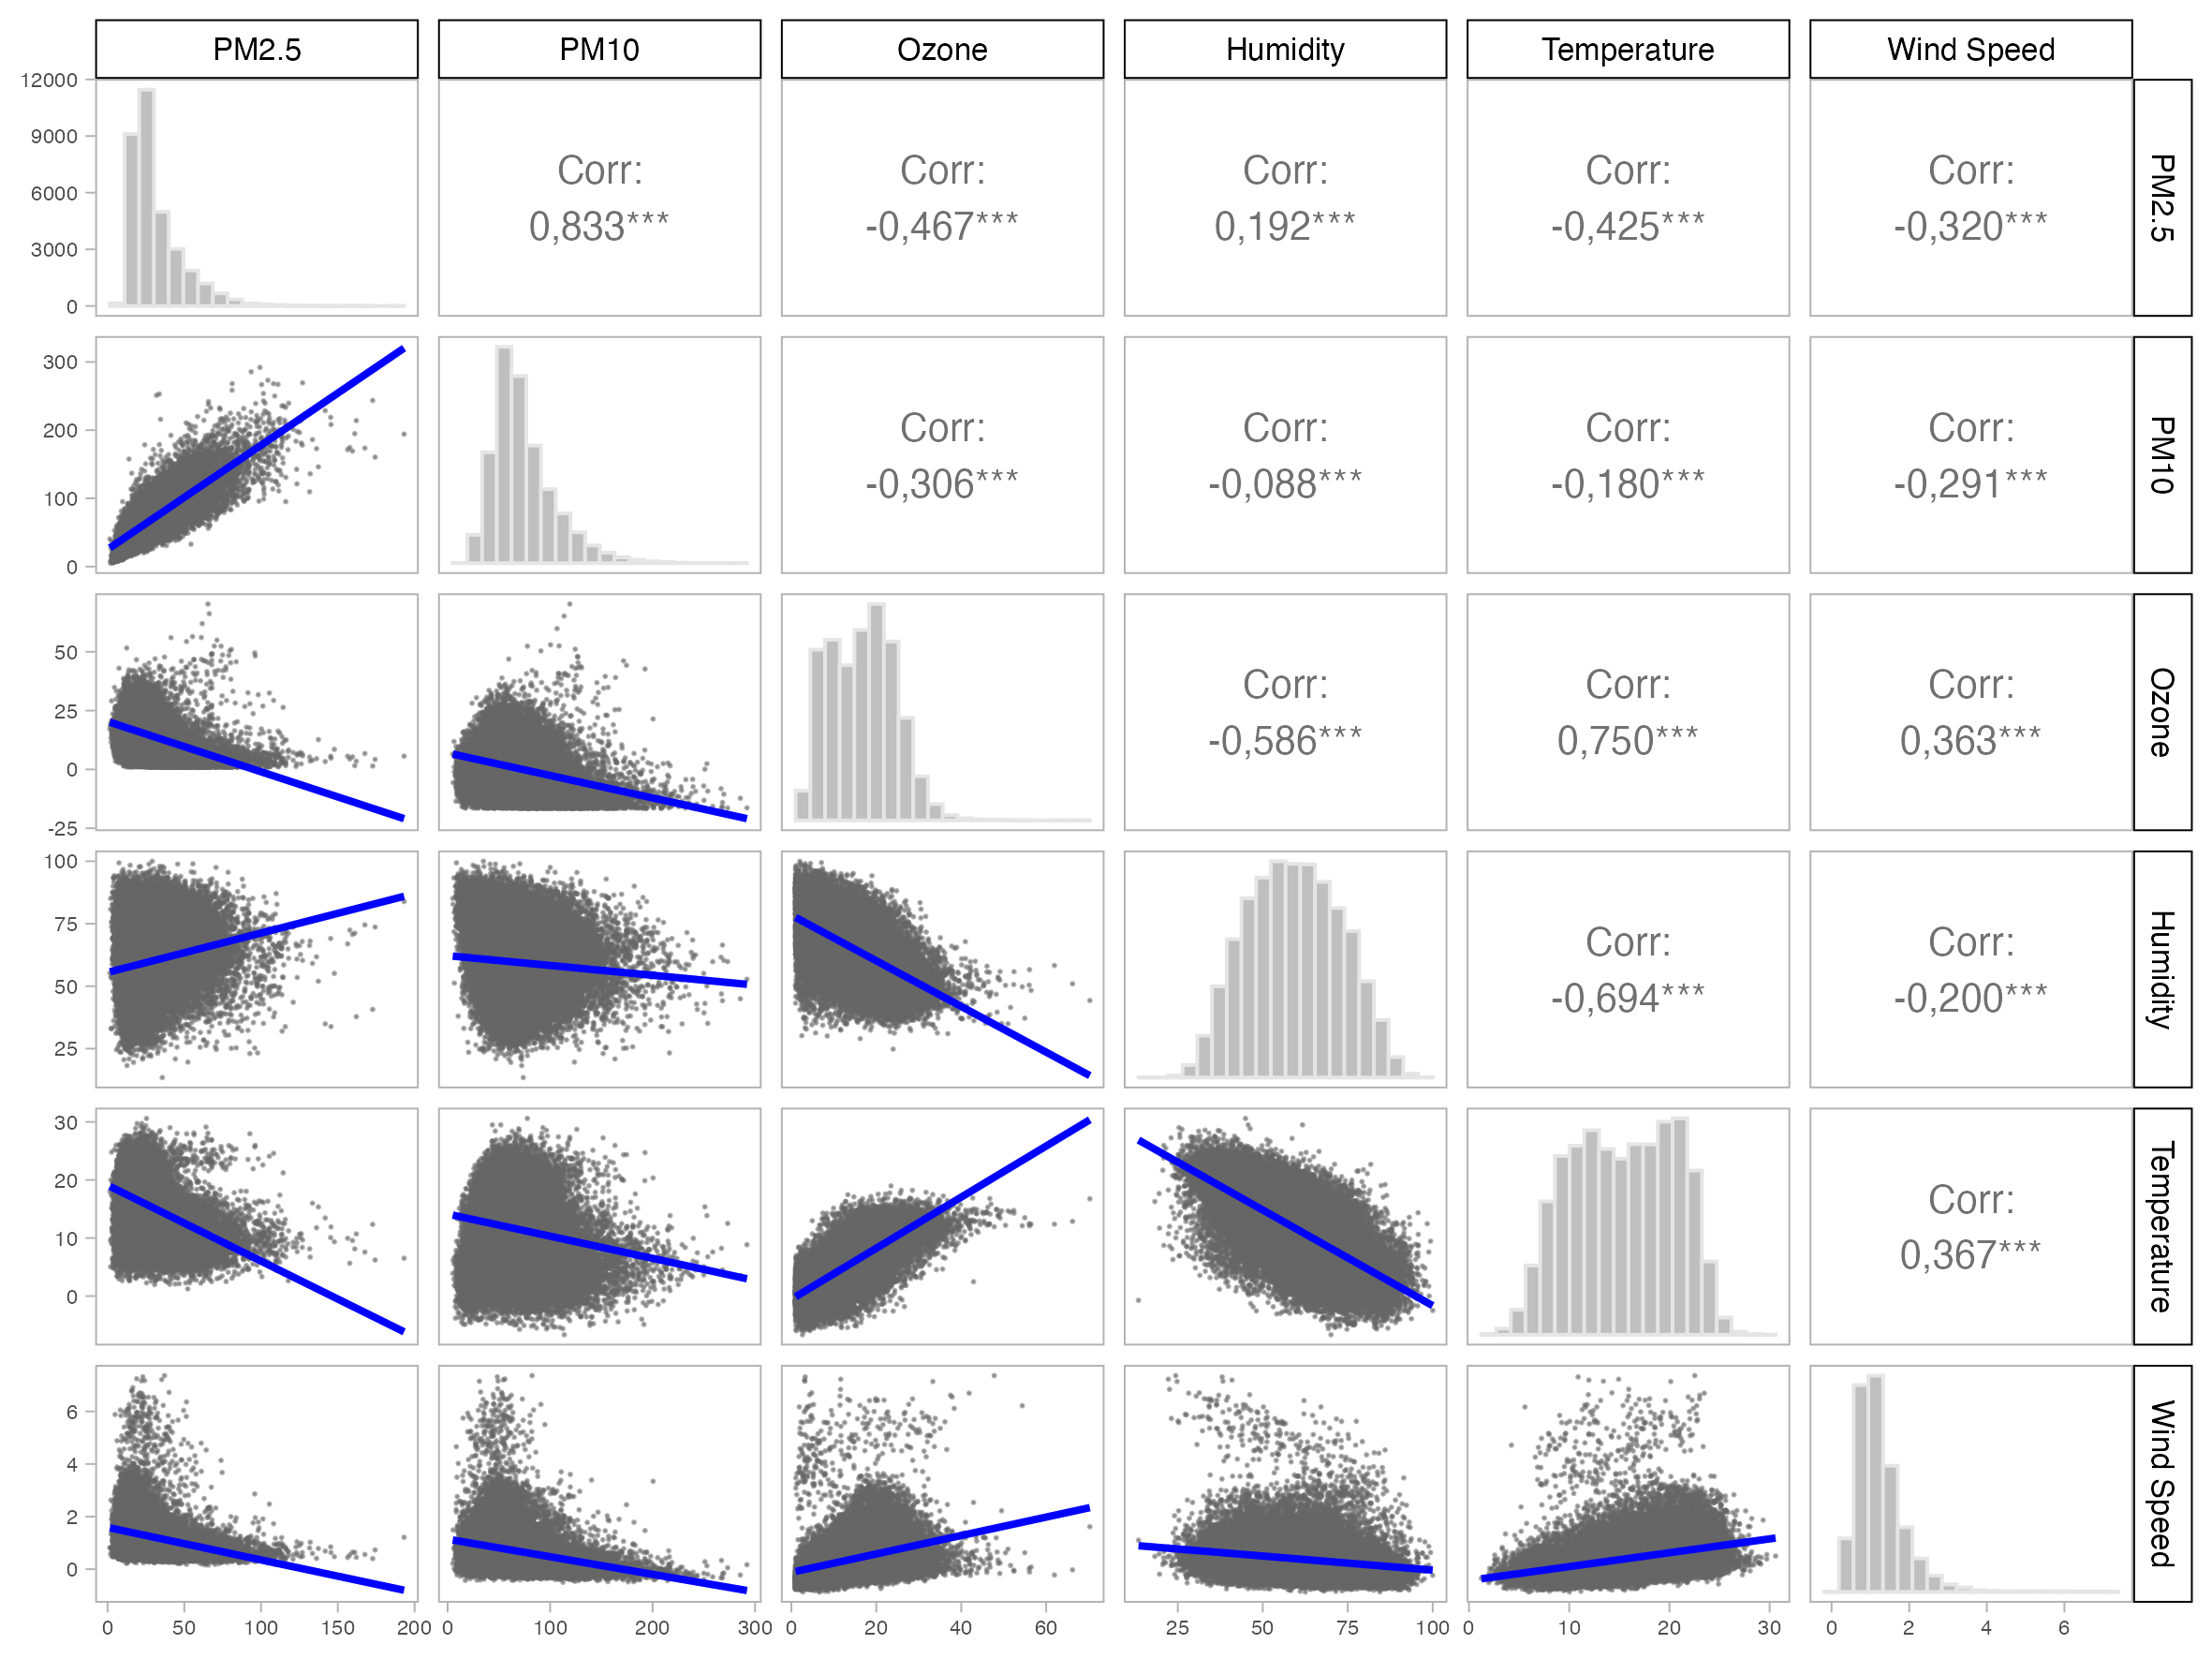 PM2.5 PM10 Ozone Humidity Temperature Wind Speed
12000
9000
6000
3000
0
Corr:
0,833***
Corr:
-0,467***
Corr:
0,192***
Corr:
-0,425***
Corr:
-0,320***
PM2.5
300
200
100
0
Corr:
-0,306***
Corr:
-0,088***
Corr:
-0,180***
Corr:
-0,291***
PM10
50
25
0
-25
Corr:
-0,586***
Corr:
0,750***
Corr:
0,363***
Ozone
100
75
50
25
Corr:
-0,694***
Corr:
-0,200***
Humidity
30
20
10
0
Corr:
0,367***
Temperature
6
4
2
0
Wind Speed
0 50 100 150 200 0 100 200 300 0 20 40 60 25 50 75 100 0 10 20 30 0 2 4 6